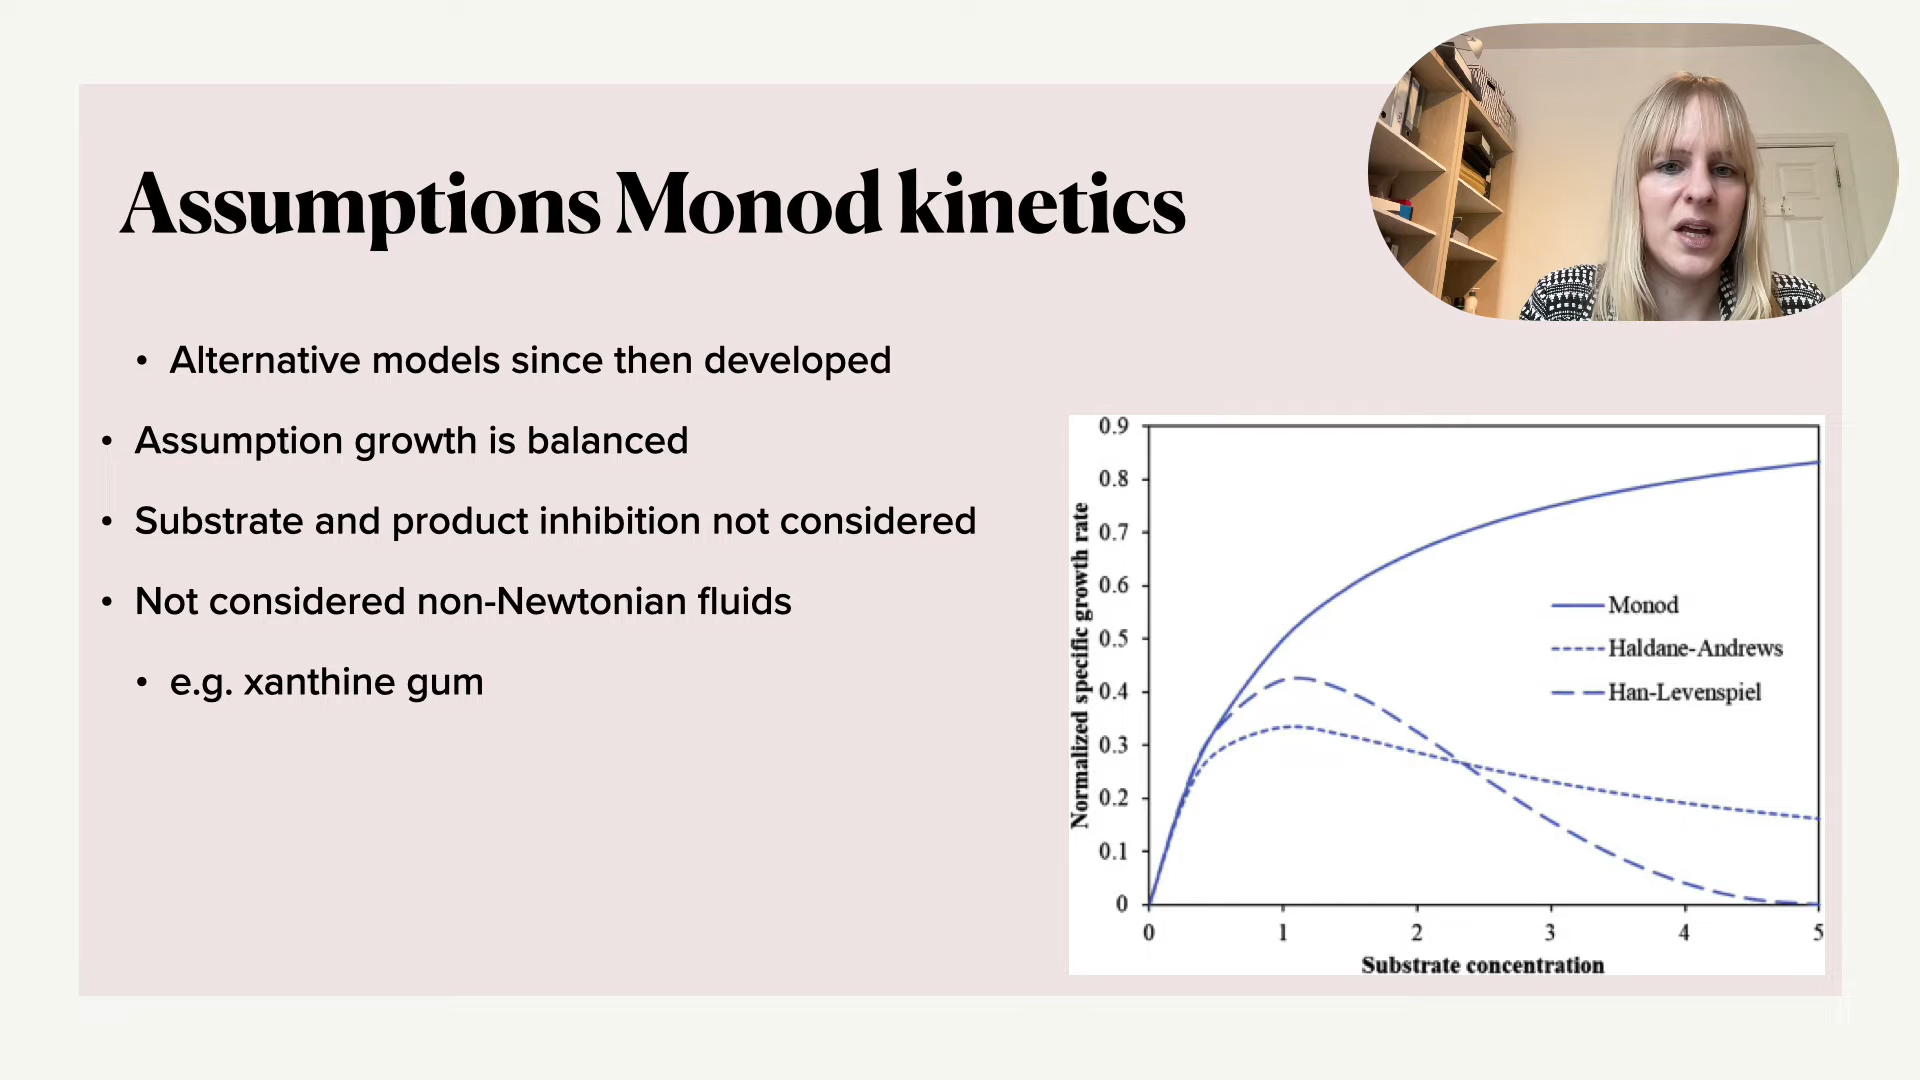 Assumptions Monod kinetics
• Alternative models since then developed
• Assumption growth is balanced
• Substrate and product inhibition not considered
• Not considered non-Newtonian fluids
• e.g. xanthine gum
Normalized specific growth rate
0.9
0.8
0.7
0.6
0.5
0.4
0.3
0.2
0.1
0
Monod
Haldane-Andrews
Han-Levenspiel
0 1 2 3 4 5
Substrate concentration